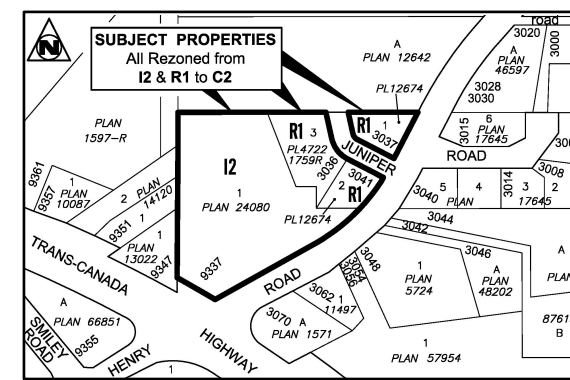 N
SUBJECT PROPERTIES
All Rezoned from
I2 & R1 to C2
A
PLAN 12642
road
3020
3000
A
PLAN
46597
3028
3030
PLAN
1597-R
R1
3
PL4722
1759R
R1
1
3037
PL12674
3015
6
PLAN
17645
JUNIPER
ROAD
3036
3041
2
R1
PL12674
I2
1
PLAN 24080
9337
9361
9357
1
PLAN
10087
2
PLAN
14120
9351
1
1
PLAN
13022
9347
3040
5
PLAN
4
3014
3
17645
2
3008
3044
3042
3046
3048
3054
3056
A
PLAN
48202
A
1
PLAN
5724
TRANS-CANADA
HIGHWAY
ROAD
3062
1
11497
3070
A
PLAN 1571
8761
B
A
PLAN 66851
9355
SMILEY
ROAD
HENRY
1
1
PLAN 57954